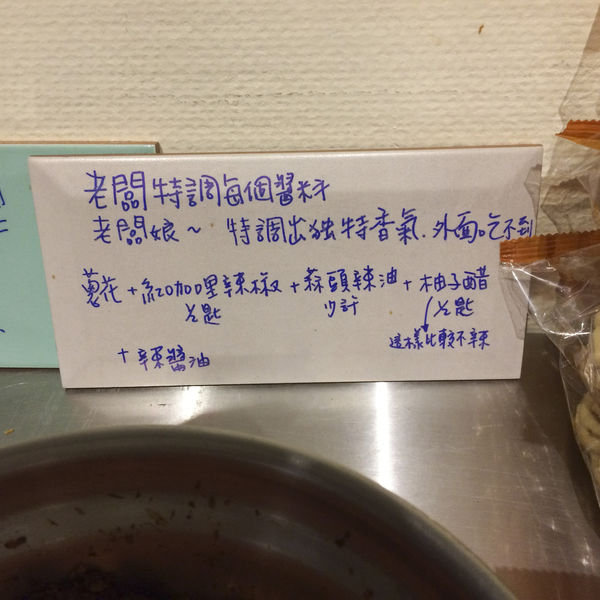 老闆特調每個醬料
老闆娘~ 特調出独特香氣.外面吃不到
蔥花+紅咖哩辣椒+蒜頭辣油+柚子醋
½匙 少許 ½匙
這樣比較不辣
+辣醬油